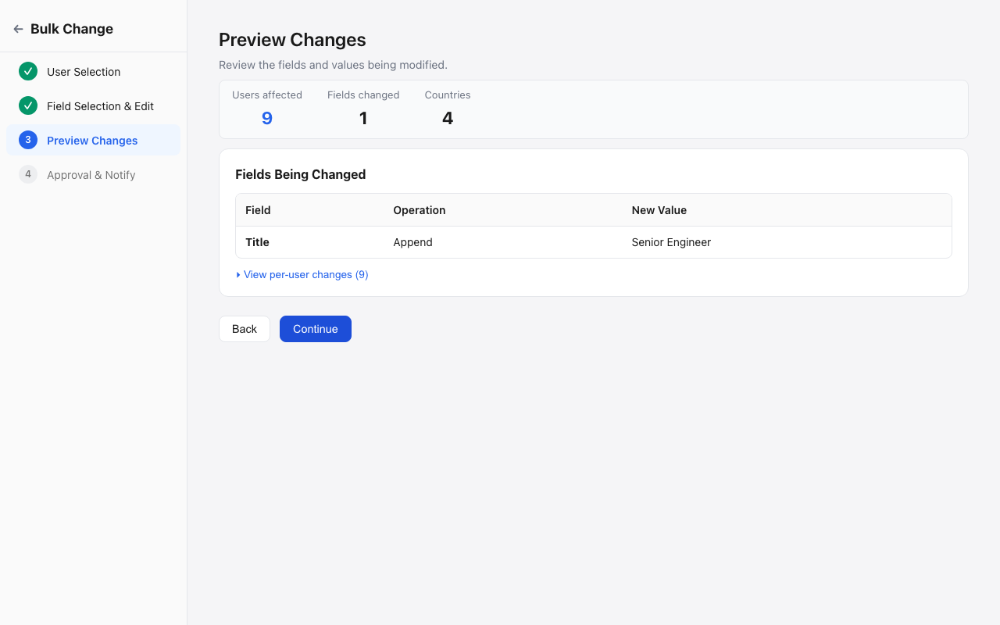 Bulk Change
User Selection
Field Selection & Edit
3 Preview Changes
4 Approval & Notify
Preview Changes
Review the fields and values being modified.
Users affected Fields changed Countries
9 1 4
Fields Being Changed
Field Operation New Value
Title Append Senior Engineer
View per-user changes (9)
Back Continue